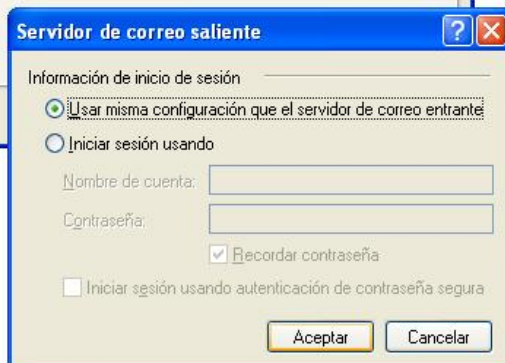 Servidor de correo saliente
Información de inicio de sesión
Usar misma configuración que el servidor de correo entrante
Iniciar sesión usando
Nombre de cuenta:
Contraseña:
Recordar contraseña
Iniciar sesión usando autenticación de contraseña segura
Aceptar Cancelar